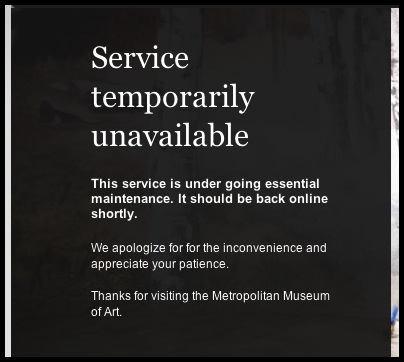 Service
temporarily
unavailable
This service is under going essential
maintenance. It should be back online
shortly.
We apologize for for the inconvenience and
appreciate your patience.
Thanks for visiting the Metropolitan Museum
of Art.